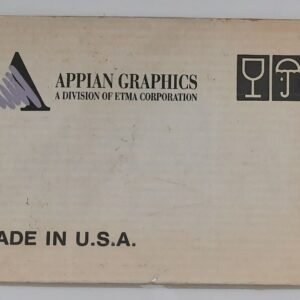 APPIAN GRAPHICS
A DIVISION OF ETMA CORPORATION
ADE IN U.S.A.